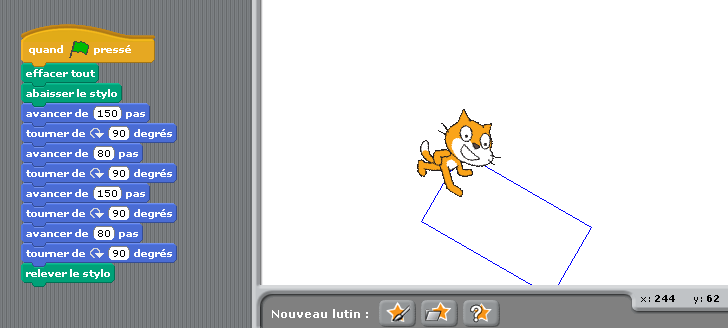 quand pressé
effacer tout
abaisser le stylo
avancer de 150 pas
tourner de 90 degrés
avancer de 80 pas
tourner de 90 degrés
avancer de 150 pas
tourner de 90 degrés
avancer de 80 pas
tourner de 90 degrés
relever le stylo
Nouveau lutin :
x: 244 y: 62